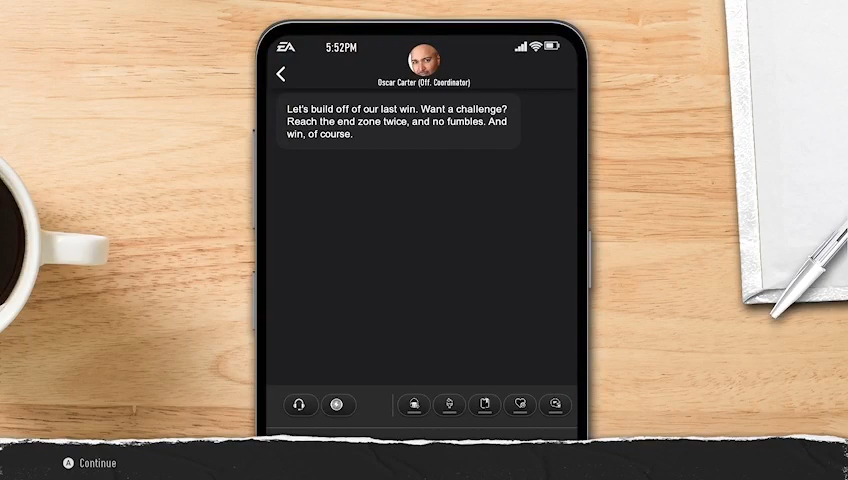 EA
5:52PM
Oscar Carter (Off. Coordinator)
Let's build off of our last win. Want a challenge?
Reach the end zone twice, and no fumbles. And
win, of course.
A Continue